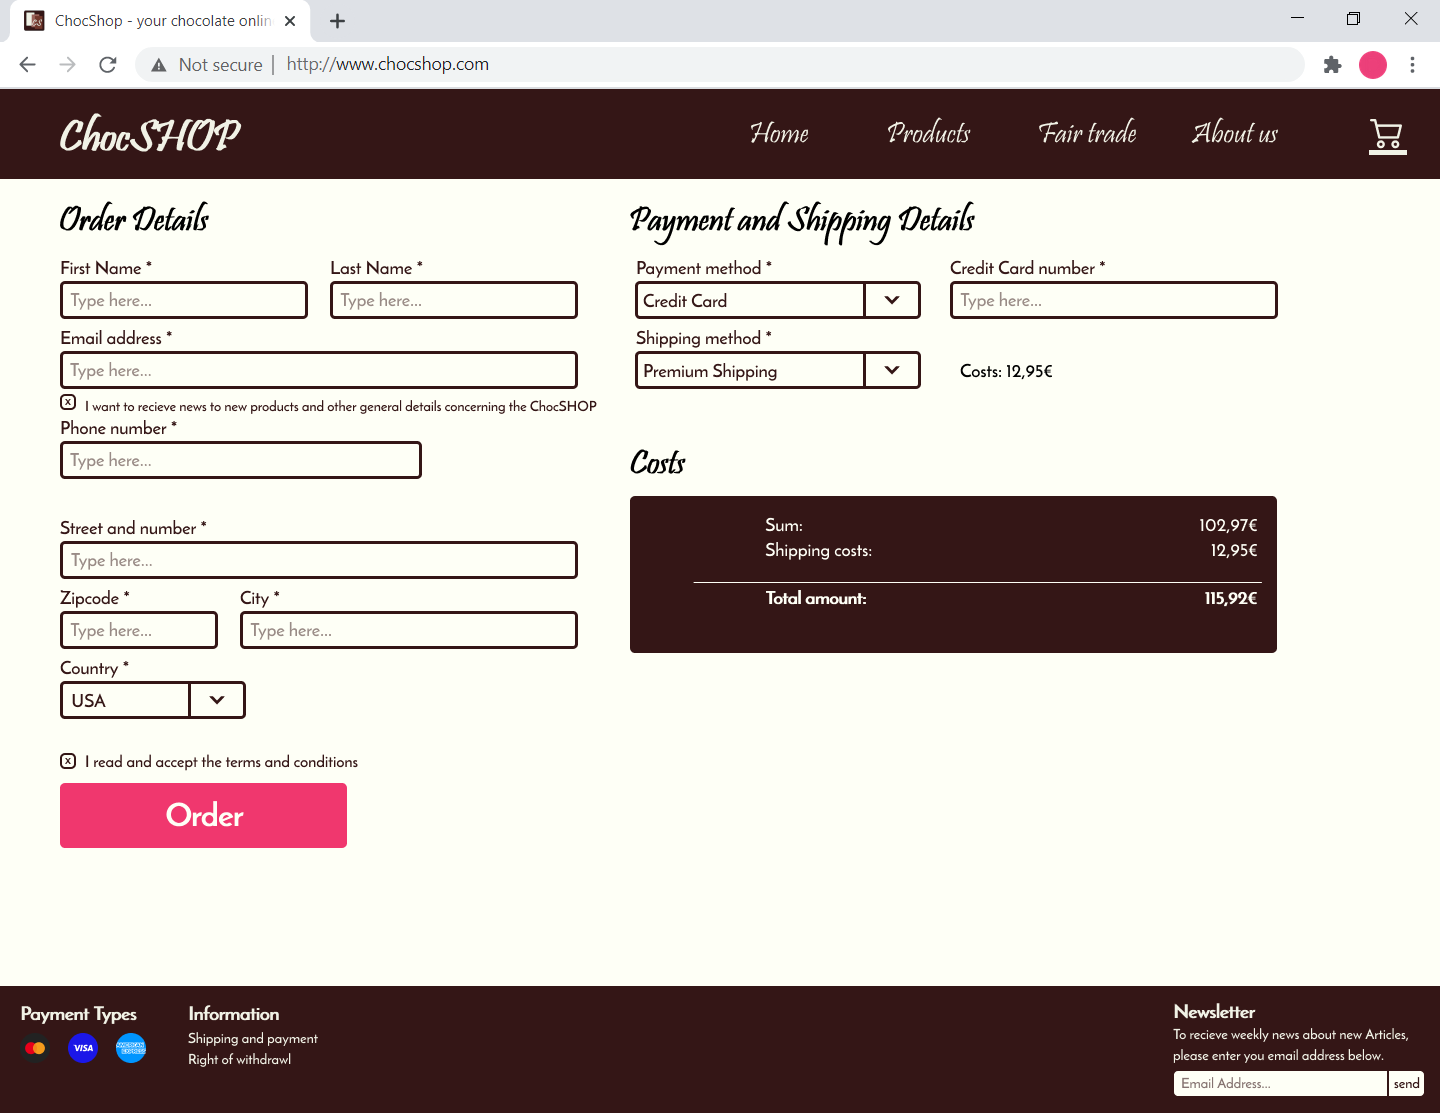 ChocShop - your chocolate onlin
Not secure | http://www.chocshop.com
ChocSHOP
Home Products Fair trade About us
Order Details
First Name * Last Name *
Type here... Type here...
Email address *
Type here...
x I want to recieve news to new products and other general details concerning the ChocSHOP
Phone number *
Type here...
Street and number *
Type here...
Zipcode * City *
Type here... Type here...
Country *
USA
x I read and accept the terms and conditions
Order
Payment and Shipping Details
Payment method * Credit Card number *
Credit Card Type here...
Shipping method *
Premium Shipping Costs: 12,95€
Costs
Sum: 102,97€
Shipping costs: 12,95€
Total amount: 115,92€
Payment Types
VISA AMERICAN EXPRESS
Information
Shipping and payment
Right of withdrawl
Newsletter
To recieve weekly news about new Articles,
please enter you email address below.
Email Address... send